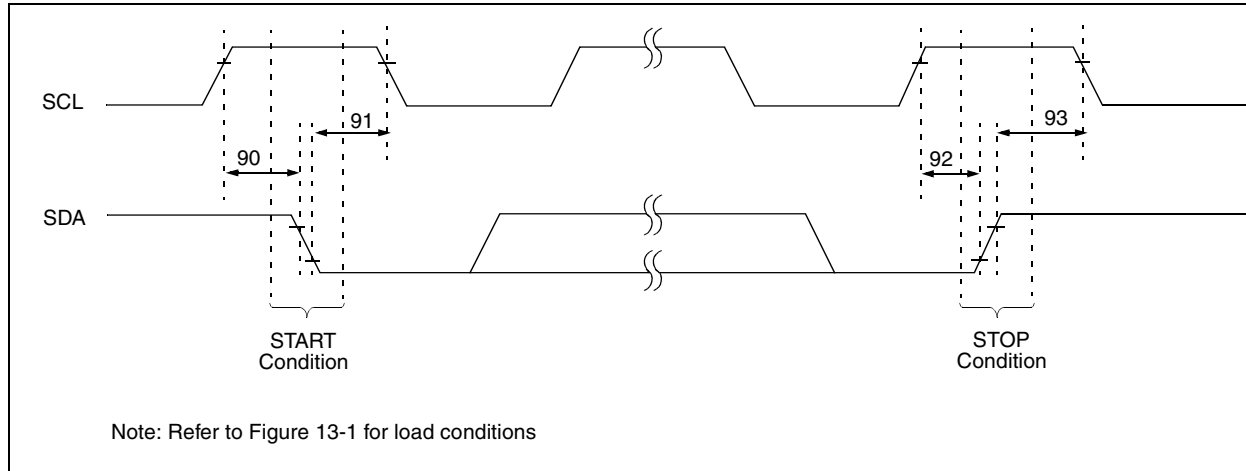 SCL
91
93
90
92
SDA
START
Condition
STOP
Condition
Note: Refer to Figure 13-1 for load conditions